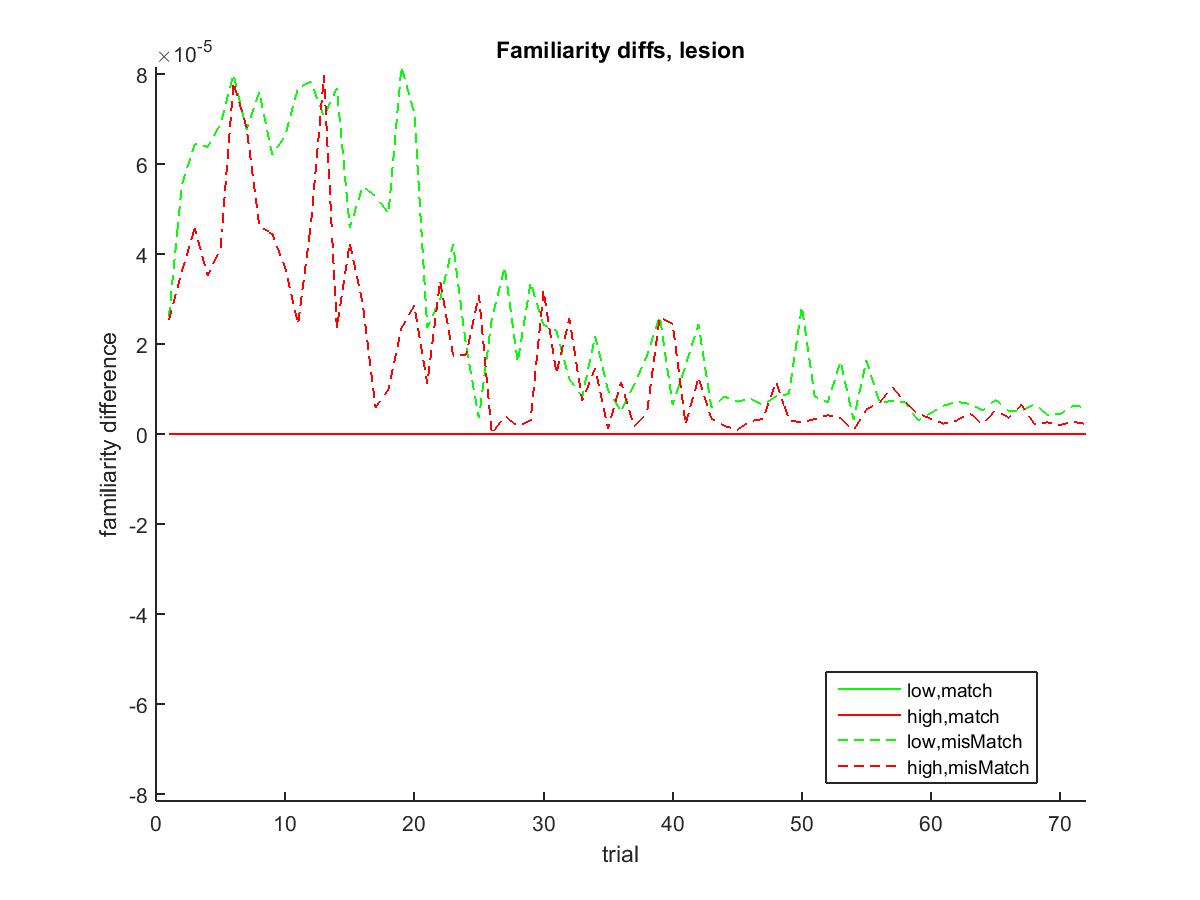 ×10-5
Familiarity diffs, lesion
8
6
4
2
0
-2
-4
-6
-8
familiarity difference
low,match
high,match
low,misMatch
high,misMatch
0 10 20 30 40 50 60 70
trial